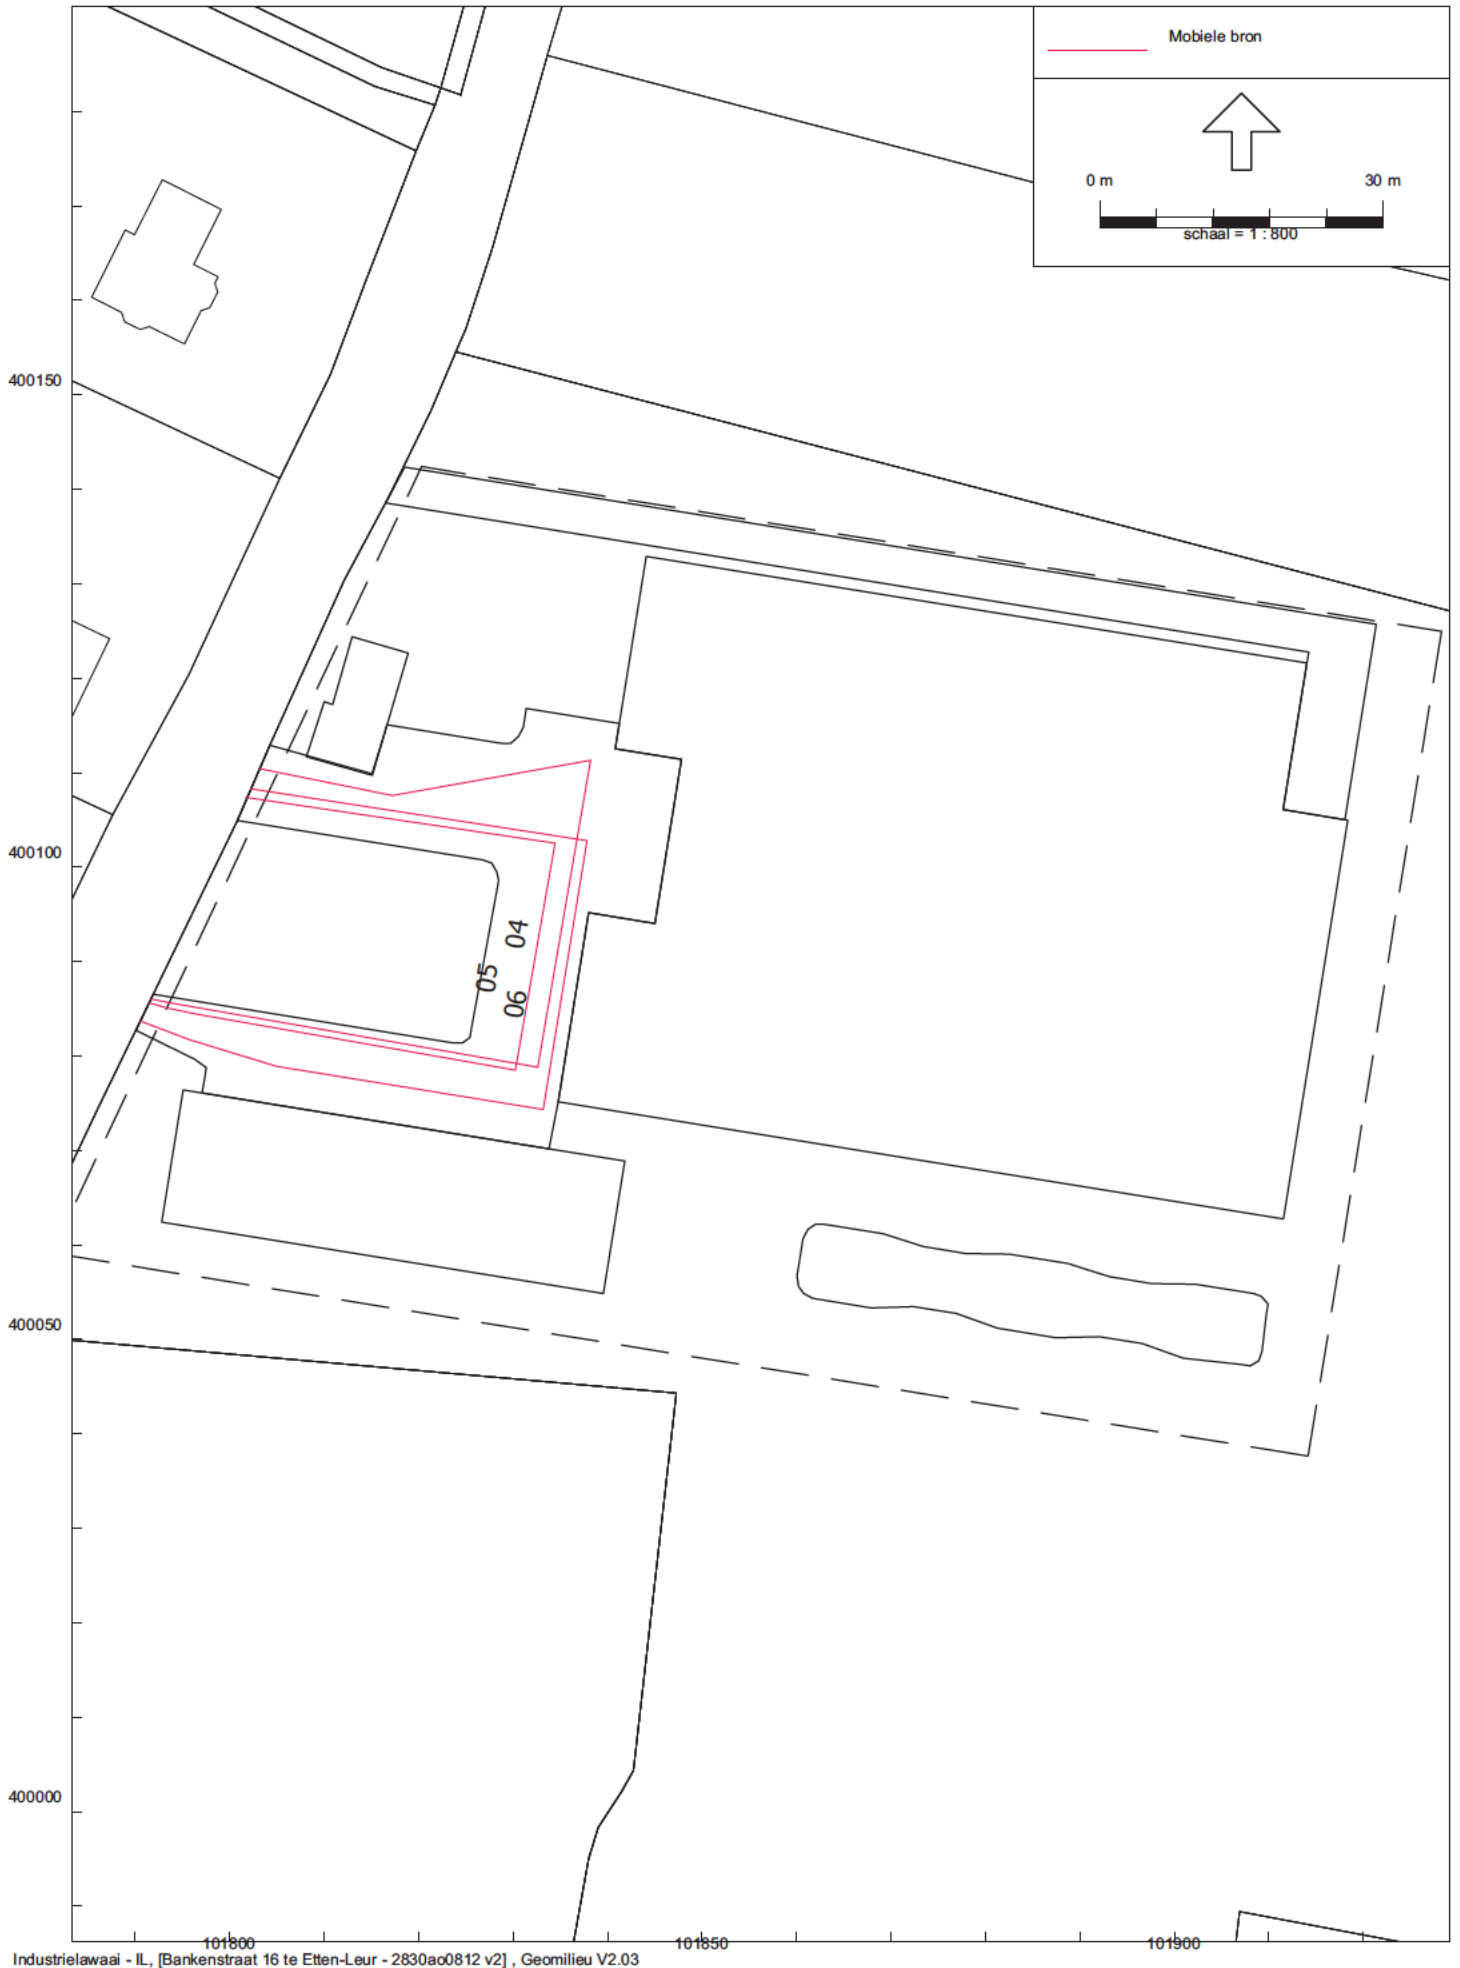 Mobiele bron
0 m 30 m
schaal = 1 : 800
400150
400100
04
05
06
400050
400000
101800 101850 101900
Industrielawaai - IL, [Bankenstraat 16 te Etten-Leur - 2830ao0812 v2] , Geomilieu V2.03